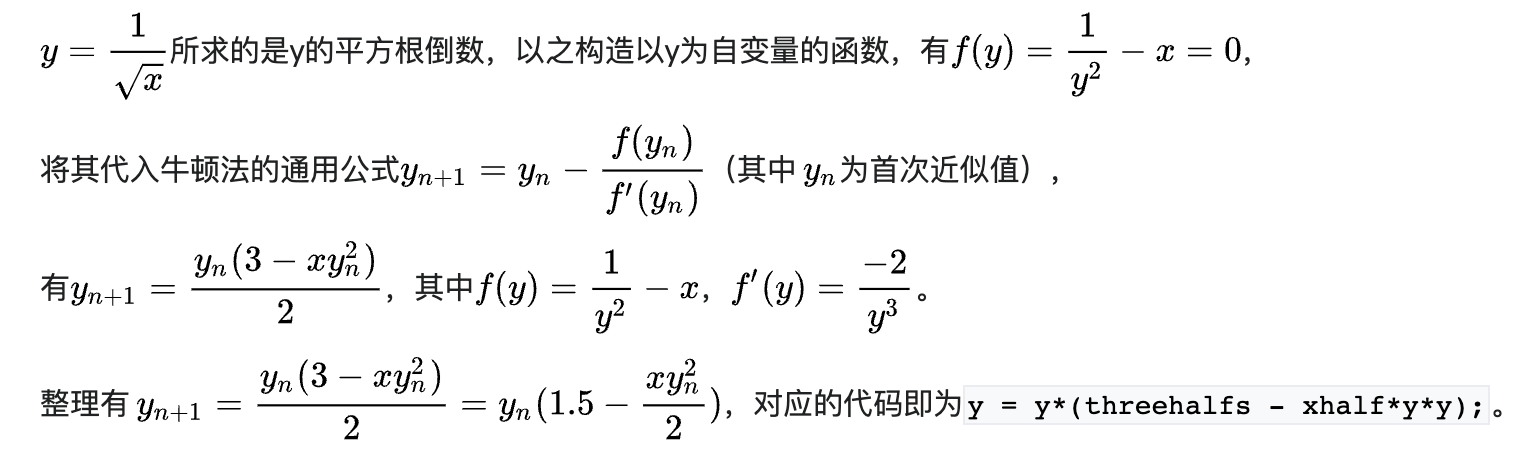 $y = \frac{1}{\sqrt{x}}$所求的是y的平方根倒数，以之构造以y为自变量的函数，有$f(y) = \frac{1}{y^2} - x = 0$,
将其代入牛顿法的通用公式$y_{n+1} = y_n - \frac{f(y_n)}{f'(y_n)}$（其中 $y_n$为首次近似值），
有$y_{n+1} = \frac{y_n(3 - xy_n^2)}{2}$，其中$f(y) = \frac{1}{y^2} - x$，$f'(y) = \frac{-2}{y^3}$。
整理有 $y_{n+1} = \frac{y_n(3 - xy_n^2)}{2} = y_n(1.5 - \frac{xy_n^2}{2})$，对应的代码即为 y = y*(threehalfs - xhalf*y*y); 。